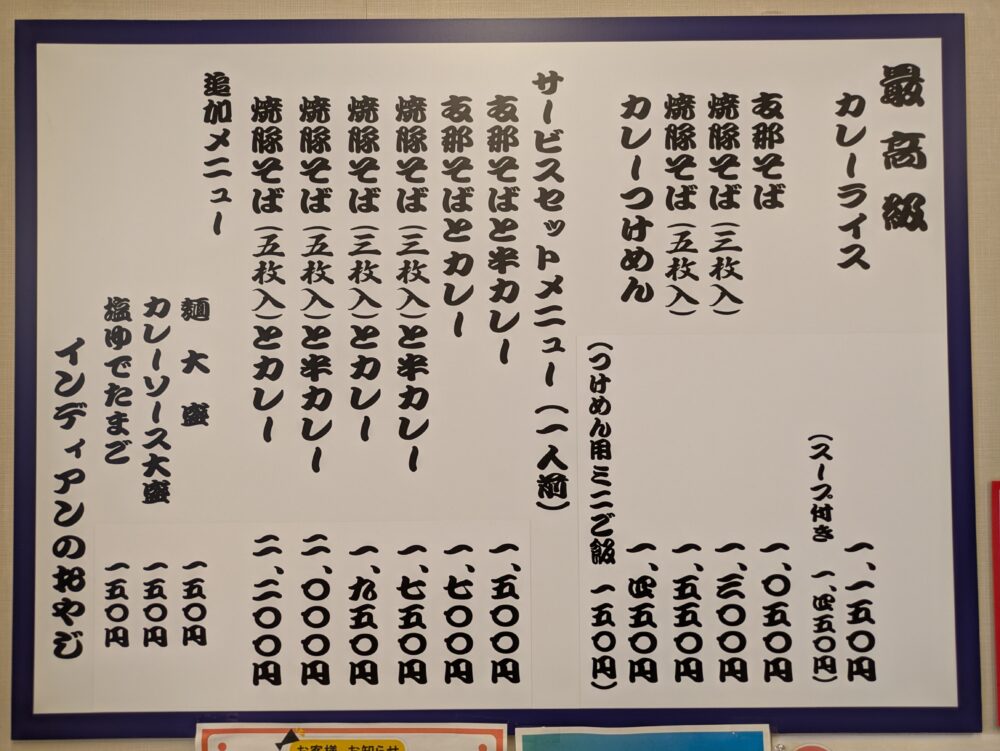 最高級
カレーライス 一、一五〇円
(スープ付き 一、四五〇円)
支那そば 一、〇五〇円
焼豚そば(三枚入) 一、三〇〇円
焼豚そば(五枚入) 一、五五〇円
カレーつけめん 一、四五〇円
(つけめん用ミニご飯 一五〇円)
サービスセットメニュー(一人前)
支那そばと半カレー 一、五〇〇円
支那そばとカレー 一、七〇〇円
焼豚そば(三枚入)と半カレー 一、七五〇円
焼豚そば(三枚入)とカレー 一、九五〇円
焼豚そば(五枚入)と半カレー 二、〇〇〇円
焼豚そば(五枚入)とカレー 二、二〇〇円
追加メニュー
麺大盛 一五〇円
カレーソース大盛 一五〇円
塩ゆでたまご 一五〇円
インディアンのおやじ
お客様 お知らせ